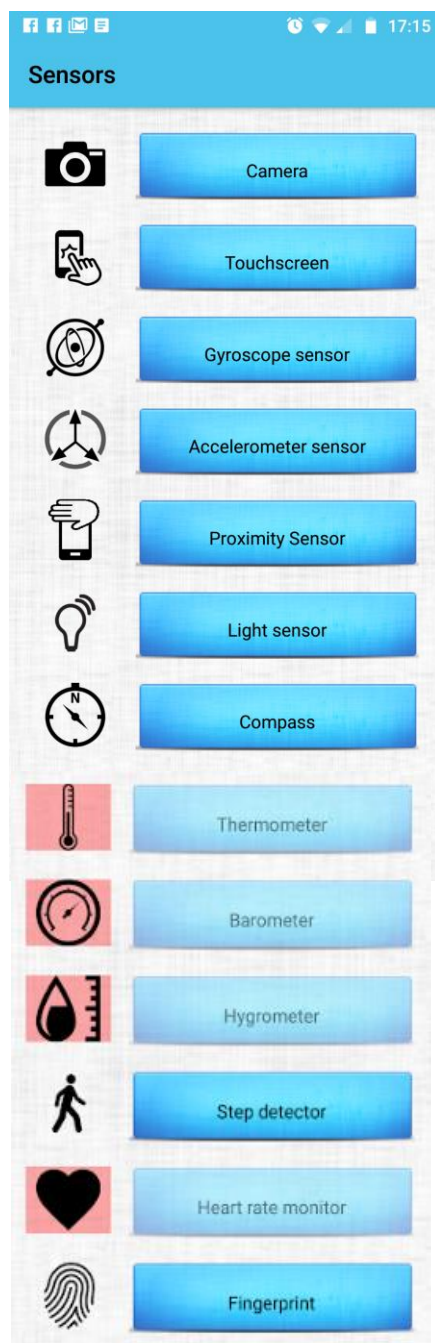 17:15
Sensors
Camera
Touchscreen
Gyroscope sensor
Accelerometer sensor
Proximity Sensor
Light sensor
N
Compass
Thermometer
Barometer
Hygrometer
Step detector
Heart rate monitor
Fingerprint